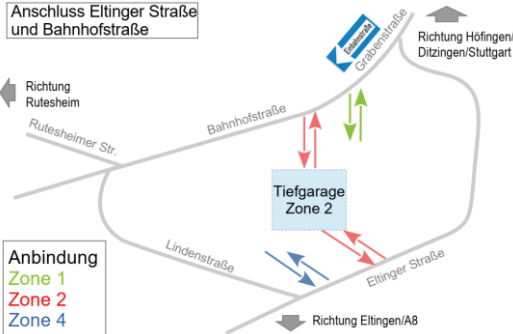 Anschluss Eltinger Straße
und Bahnhofstraße
Einbahnstraße
Grabenstraße
Richtung Höfingen/
Ditzingen/Stuttgart
Richtung
Rutesheim
Bahnhofstraße
Rutesheimer Str.
Tiefgarage
Zone 2
Lindenstraße
Eltinger Straße
Anbindung
Zone 1
Zone 2
Zone 4
Richtung Eltingen/A8